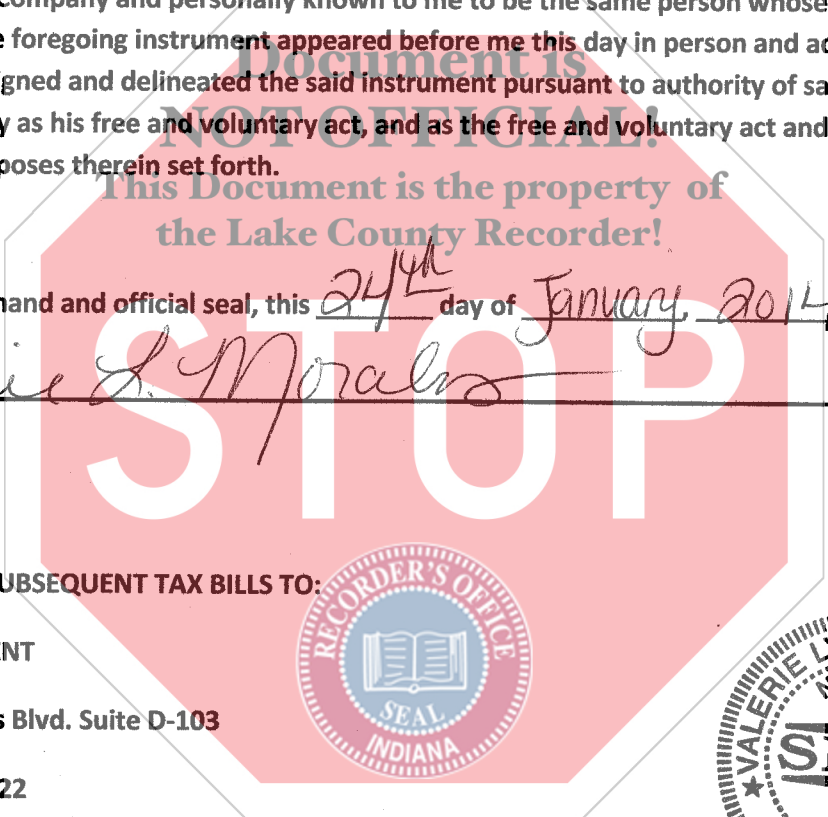 company and personally known to me to be the same person whose
foregoing instrument appeared before me this day in person and
gned and delineated the said instrument pursuant to authority of sa
y as his free and voluntary act, and as the free and voluntary act and
poses therein set forth.
Document is
NOT OFFICIAL!
This Document is the property of
the Lake County Recorder!
hand and official seal, this 24th day of January, 201
ie L. Morales
STOP
UBSEQUENT TAX BILLS TO:
ENT
s Blvd. Suite D-103
22
RECORDER'S OFFICE
SEAL
INDIANA
VALERIE L
S